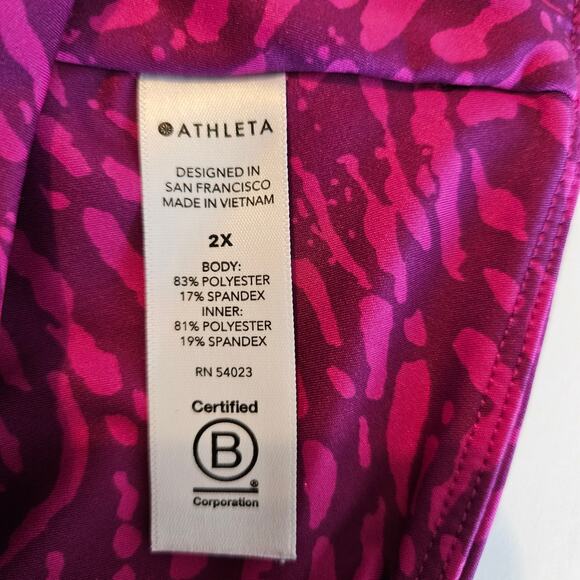 ATHLETA
DESIGNED IN
SAN FRANCISCO
MADE IN VIETNAM
2X
BODY:
83% POLYESTER
17% SPANDEX
INNER:
81% POLYESTER
19% SPANDEX
RN 54023
Certified
B
®
Corporation